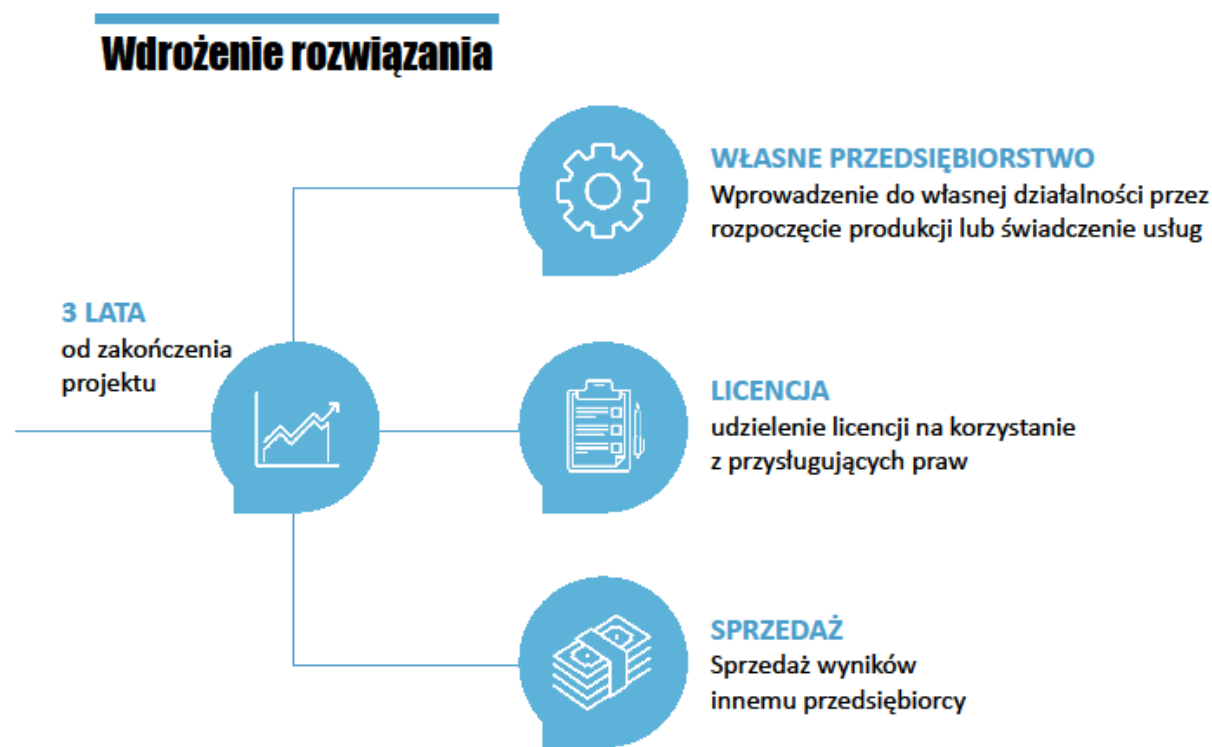 Wdrożenie rozwiązania
WŁASNE PRZEDSIĘBIORSTWO
Wprowadzenie do własnej działalności przez
rozpoczęcie produkcji lub świadczenie usług
3 LATA
od zakończenia
projektu
LICENCJA
udzielenie licencji na korzystanie
z przysługujących praw
SPRZEDAŻ
Sprzedaż wyników
innemu przedsiębiorcy